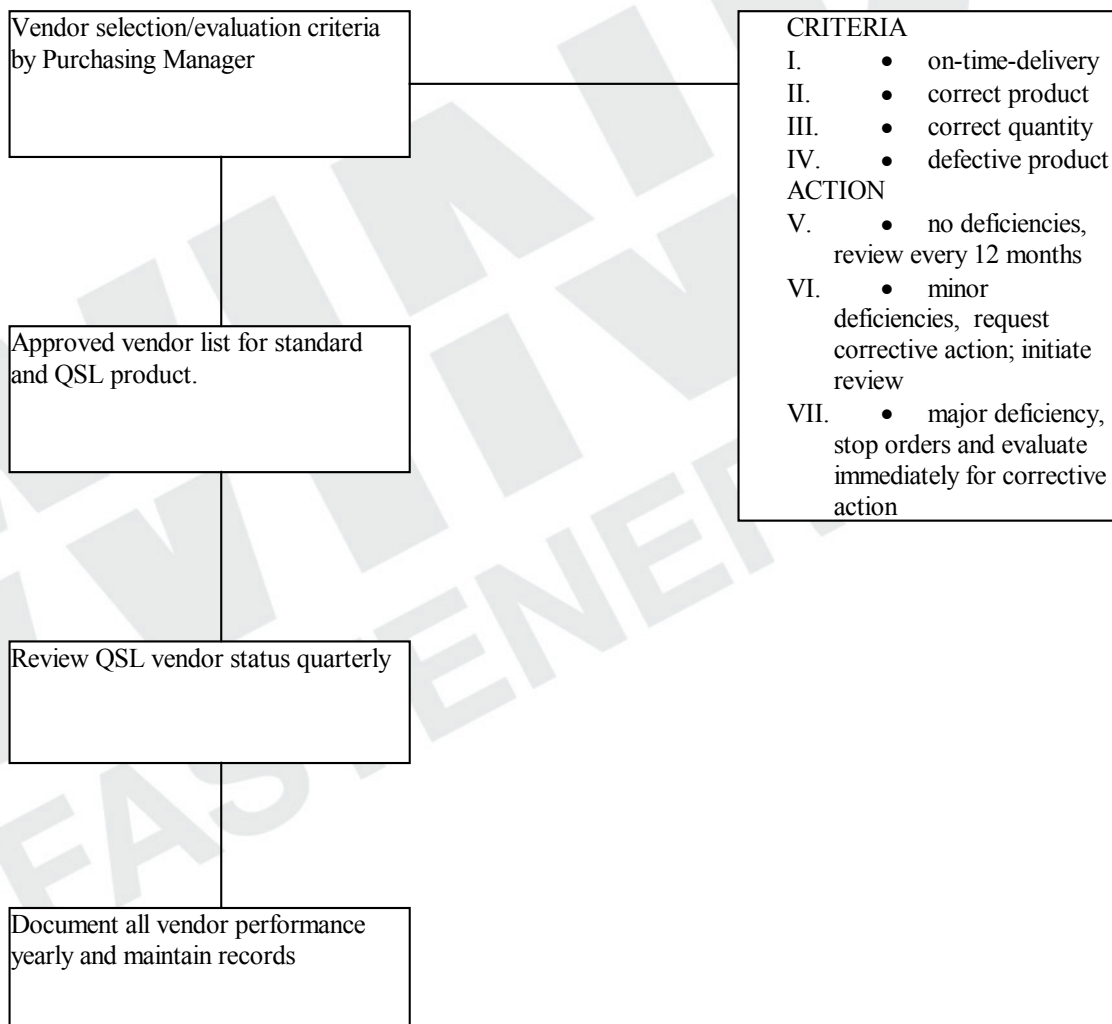 Vendor selection/evaluation criteria
by Purchasing Manager
CRITERIA
I. • on-time-delivery
II. • correct product
III. • correct quantity
IV. • defective product
ACTION
V. • no deficiencies,
review every 12 months
VI. • minor
deficiencies, request
corrective action; initiate
review
VII. • major deficiency,
stop orders and evaluate
immediately for corrective
action
Approved vendor list for standard
and QSL product.
Review QSL vendor status quarterly
Document all vendor performance
yearly and maintain records